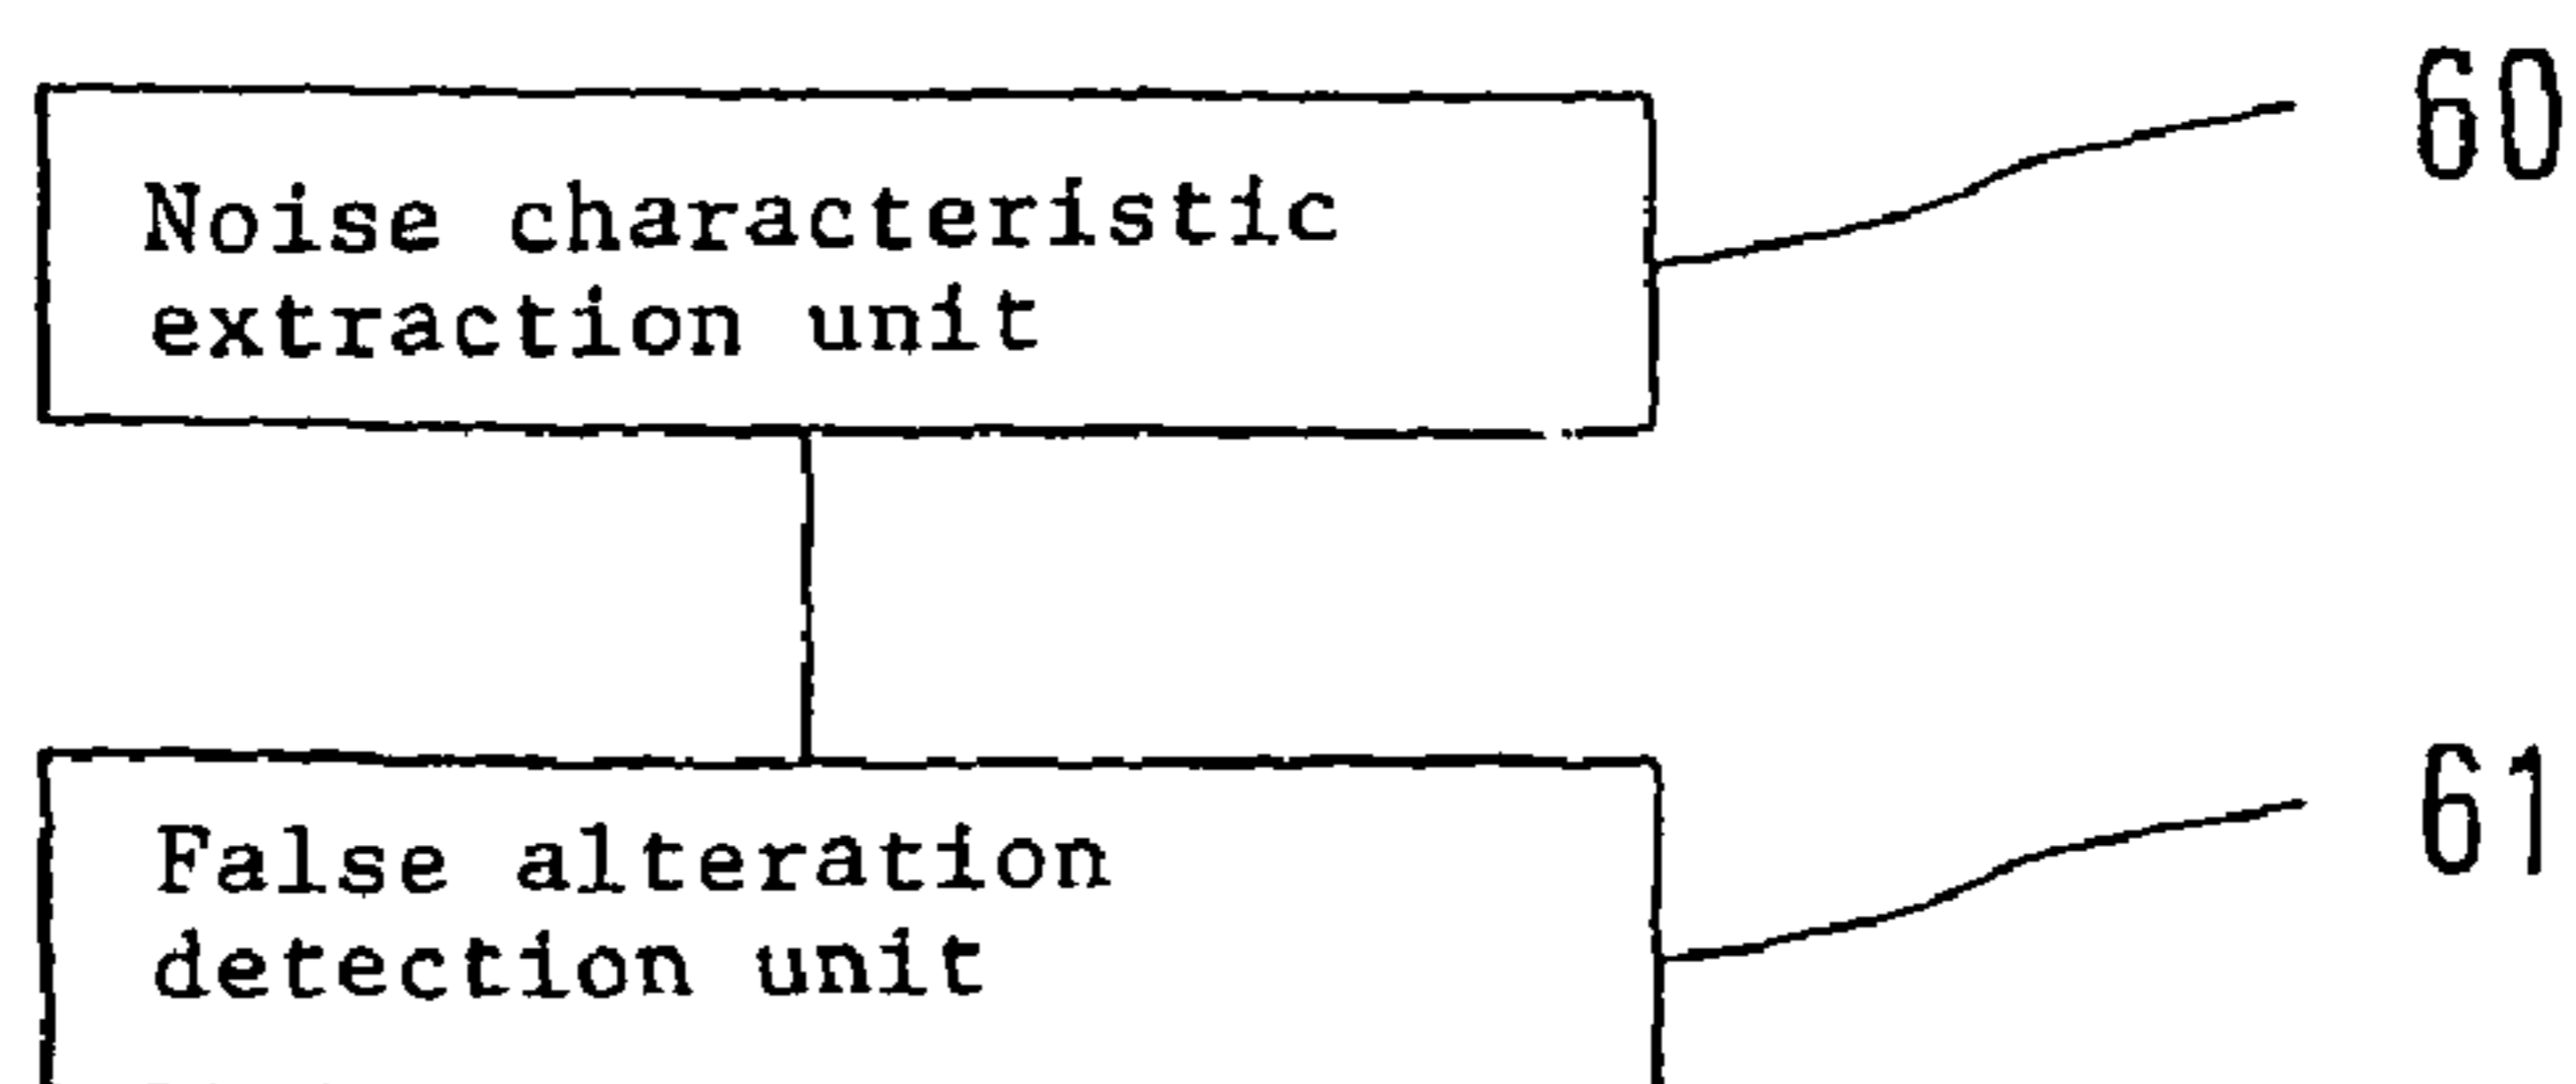 60
Noise characteristic
extraction unit
61
False alteration
detection unit